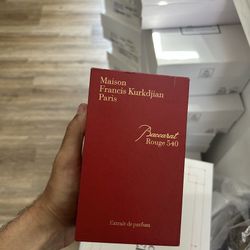 Maison
Francis Kurkdjian
Paris
Baccarat
Rouge 540
Extrait de parfum